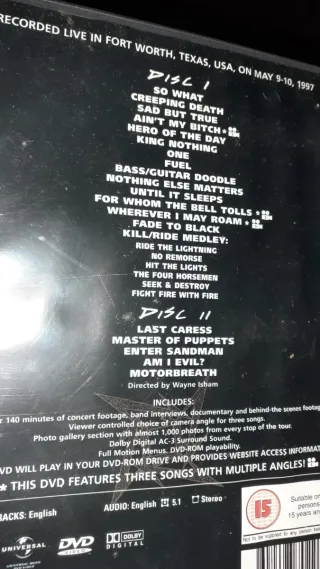 RECORDED LIVE IN FORT WORTH, TEXAS, USA, ON MAY 9-10, 1997
DISC I
SO WHAT
CREEPING DEATH
SAD BUT TRUE
AIN'T MY BITCH★
HERO OF THE DAY
KING NOTHING
ONE
FUEL
BASS/GUITAR DOODLE
NOTHING ELSE MATTERS
UNTIL IT SLEEPS
FOR WHOM THE BELL TOLLS★
WHEREVER I MAY ROAM★
FADE TO BLACK
KILL/RIDE MEDLEY:
RIDE THE LIGHTNING
NO REMORSE
HIT THE LIGHTS
THE FOUR HORSEMEN
SEEK & DESTROY
FIGHT FIRE WITH FIRE
DISC II
LAST CARESS
MASTER OF PUPPETS
ENTER SANDMAN
AM I EVIL?
MOTORBREATH
Directed by Wayne Isham
INCLUDES:
140 minutes of concert footage, band interviews, documentary and behind-the scenes
Viewer controlled choice of camera angle for three songs.
Photo gallery section with almost 1,000 photos from every stop of the tour.
Dolby Digital AC-3 Surround Sound.
Full Motion Menus. DVD-ROM playability.
WILL PLAY IN YOUR DVD-ROM DRIVE AND PROVIDES WEBSITE ACCESS
★ THIS DVD FEATURES THREE SONGS WITH MULTIPLE ANGLES!
English
AUDIO: English 5.1 Stereo
UNIVERSAL
DVD
VIDEO
DOLBY
DIGITAL
15
Suitable
persons
15 years